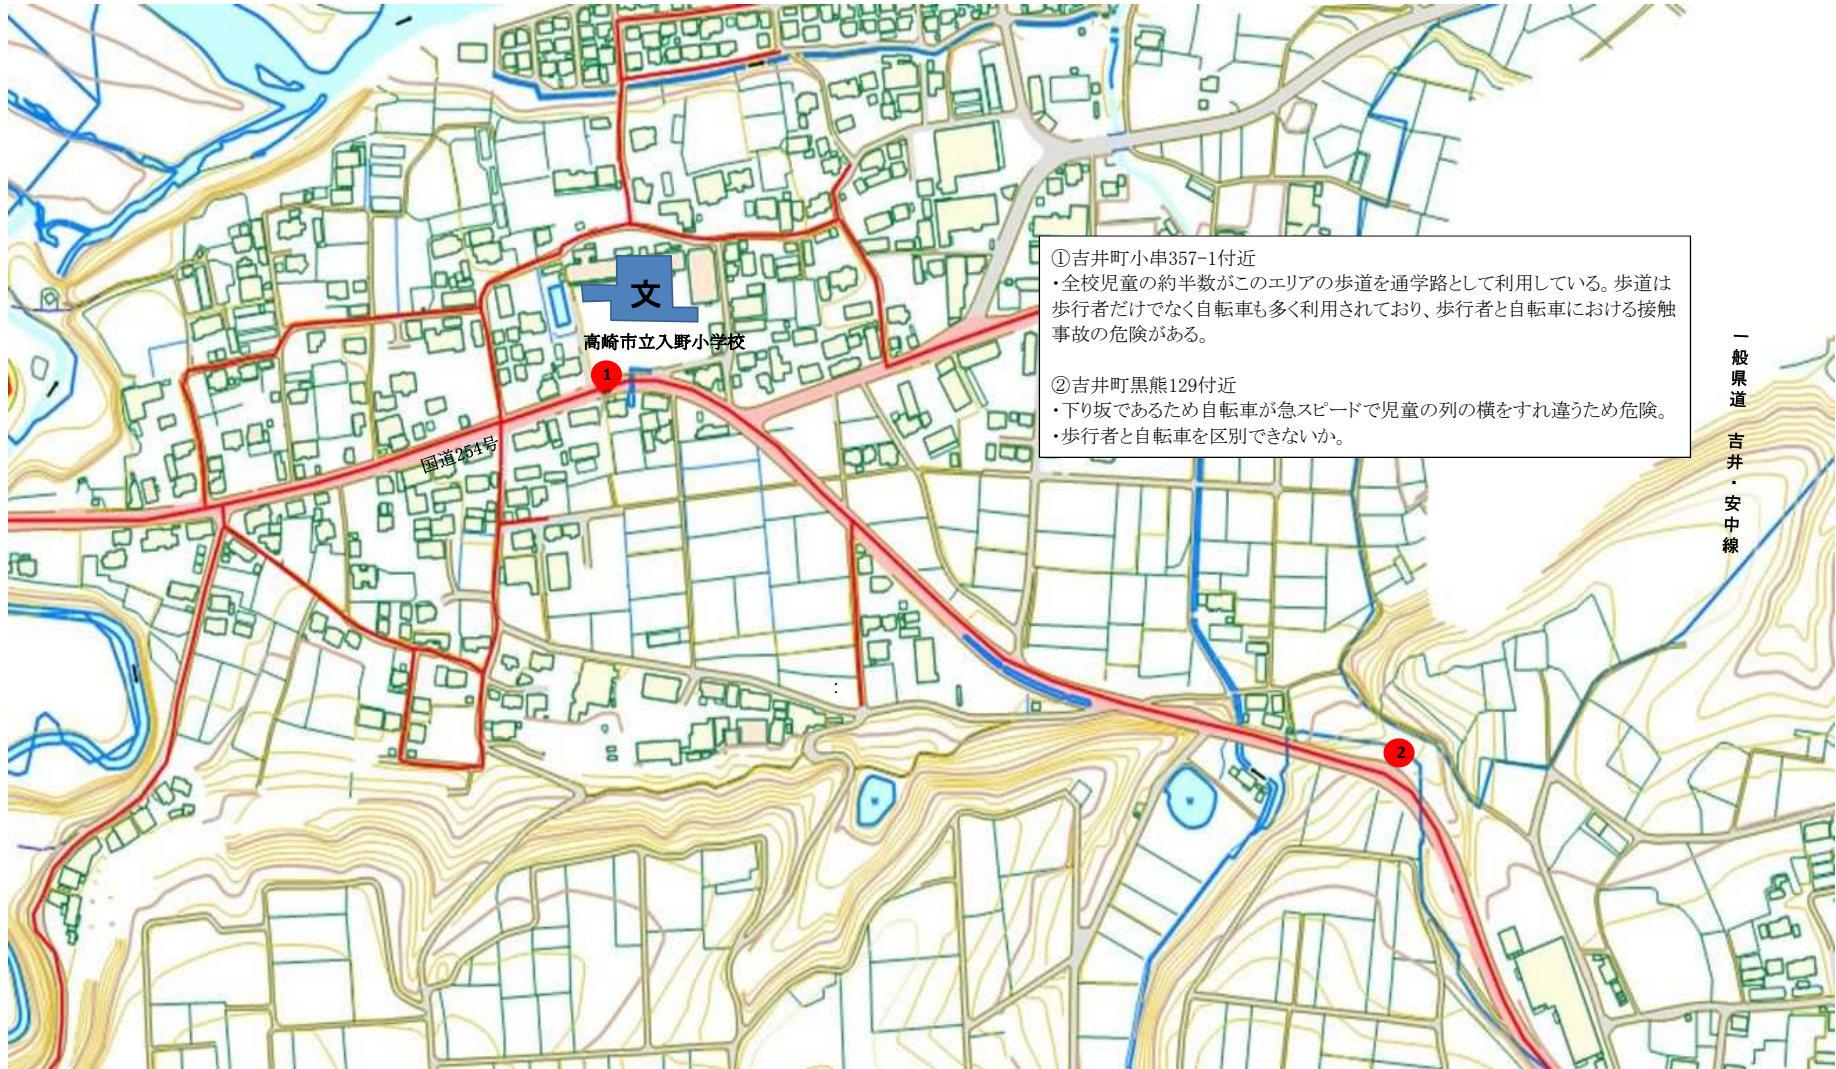 文
高崎市立入野小学校
1
国道254号
①吉井町小串357-1付近
・全校児童の約半数がこのエリアの歩道を通学路として利用している。歩道は
歩行者だけでなく自転車も多く利用されており、歩行者と自転車における接触
事故の危険がある。
②吉井町黒熊129付近
・下り坂であるため自転車が急スピードで児童の列の横をすれ違うため危険。
・歩行者と自転車を区別できないか。
一般県道 吉井・安中線
2